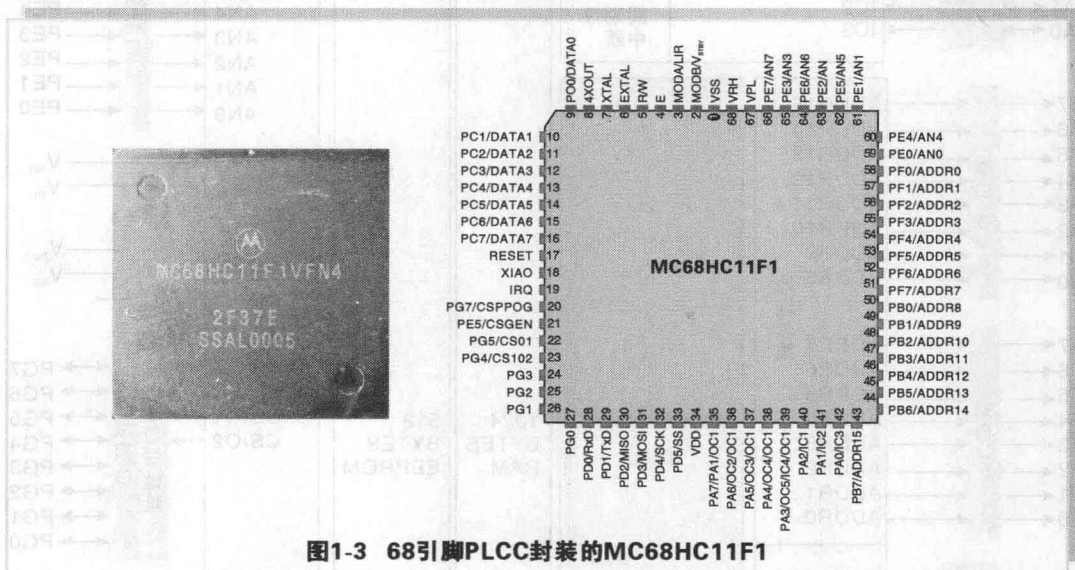 9 PO0/DATA0
8 4XOUT
7 XTAL
6 EXTAL
5 R/W
4 E
3 MODA/LIR
2 MODB/VSTBY
VSS
68 VRH
67 VPL
66 PE7/AN7
65 PE3/AN3
64 PE6/AN6
63 PE2/AN
62 PE5/AN5
61 PE1/AN1
PC1/DATA1 10
PC2/DATA2 11
PC3/DATA3 12
PC4/DATA4 13
PC5/DATA5 14
PC6/DATA6 15
PC7/DATA7 16
RESET 17
XIAO 18
IRQ 19
PG7/CSPPOG 20
PE5/CSGEN 21
PG5/CS01 22
PG4/CS102 23
PG3 24
PG2 25
PG1 26
MC68HC11F1VFN4
2F37E
SSAL0005
MC68HC11F1
60 PE4/AN4
59 PE0/AN0
58 PF0/ADDR0
57 PF1/ADDR1
56 PF2/ADDR2
55 PF3/ADDR3
54 PF4/ADDR4
53 PF5/ADDR5
52 PF6/ADDR6
51 PF7/ADDR7
50 PB0/ADDR8
49 PB1/ADDR9
48 PB2/ADDR10
47 PB3/ADDR11
46 PB4/ADDR12
45 PB5/ADDR13
44 PB6/ADDR14
27 PG0
28 PD0/RxD
29 PD1/TxD
30 PD2/MISO
31 PD3/MOSI
32 PD4/SCK
33 PD5/SS
34 VDD
35 PA7/PA1/OC1
36 PA6/OC2/OC1
37 PA5/OC3/OC1
38 PA4/OC4/OC1
39 PA3/OC5/C4/OC1
40 PA2/C1
41 PA1/C2
42 PA0/C3
43 PB7/ADDR15
图1-3 68引脚PLCC封装的MC68HC11F1